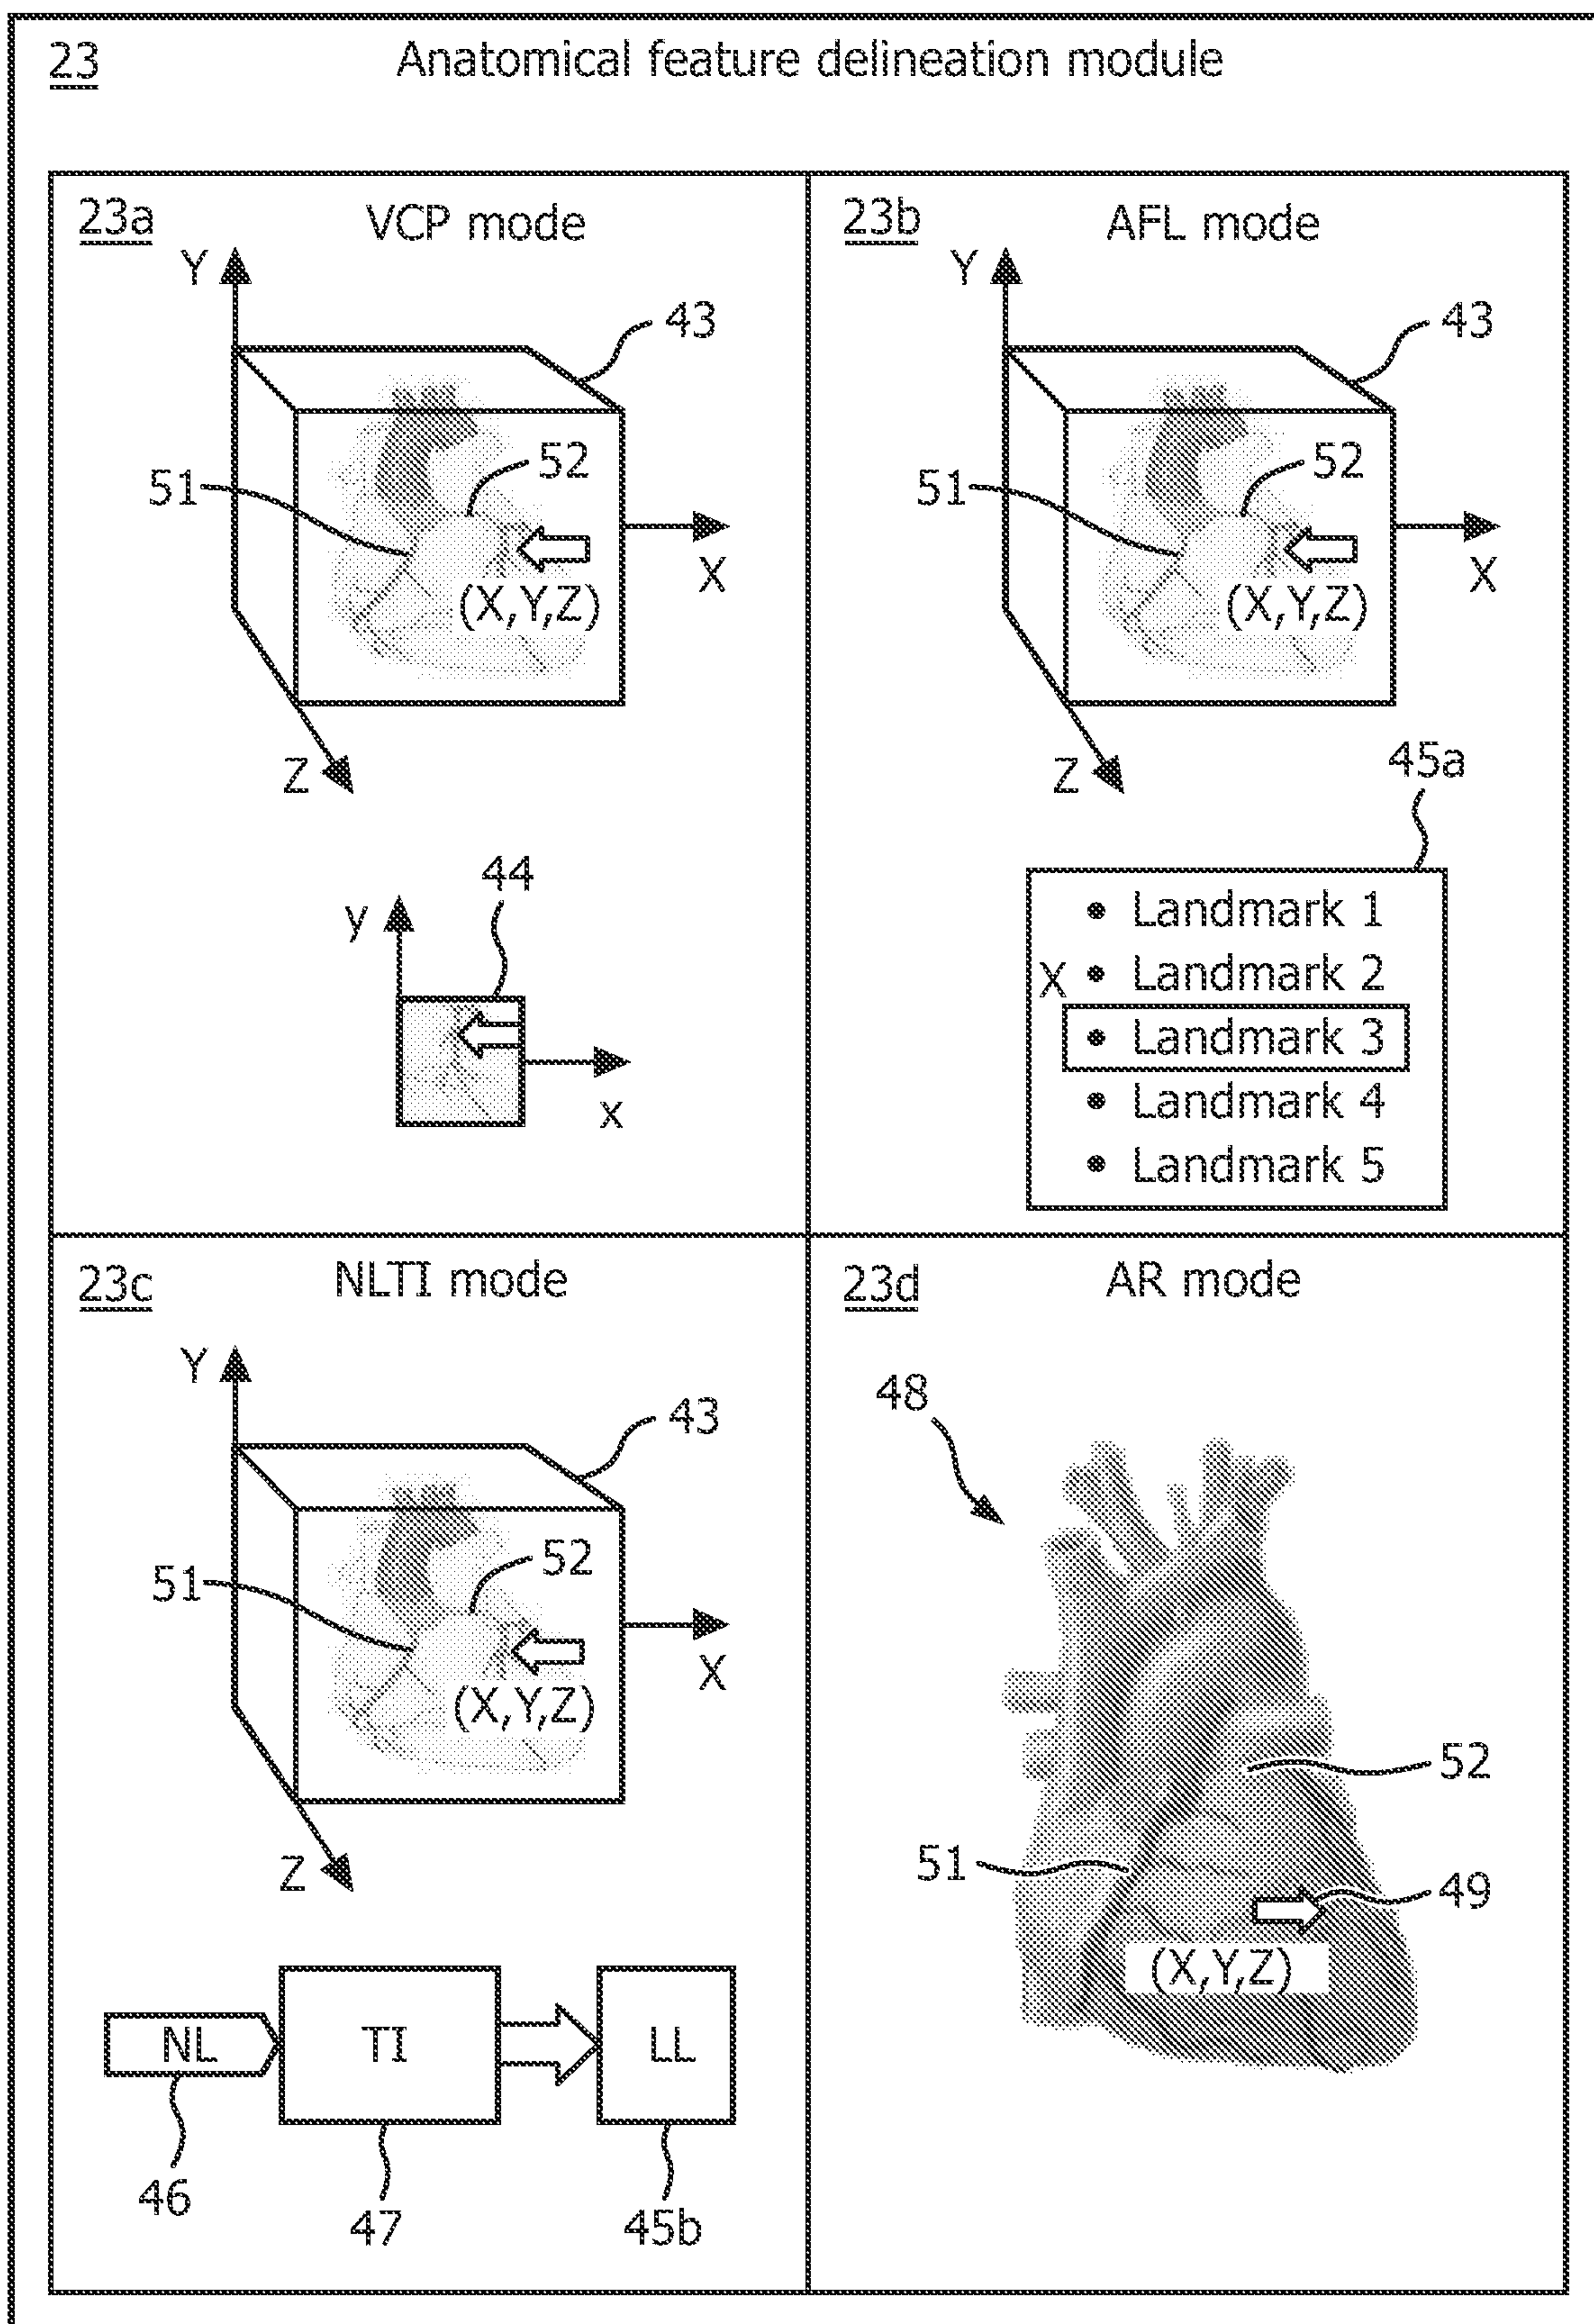 23 Anatomical feature delineation module
23a VCP mode
Y
43
51
52
X
(X,Y,Z)
Z
44
y
x
23b AFL mode
Y
43
51
52
X
(X,Y,Z)
Z
45a
• Landmark 1
X • Landmark 2
• Landmark 3
• Landmark 4
• Landmark 5
23c NLTI mode
Y
43
51
52
X
(X,Y,Z)
Z
NL TI LL
46 47 45b
23d AR mode
48
52
51
49
(X,Y,Z)